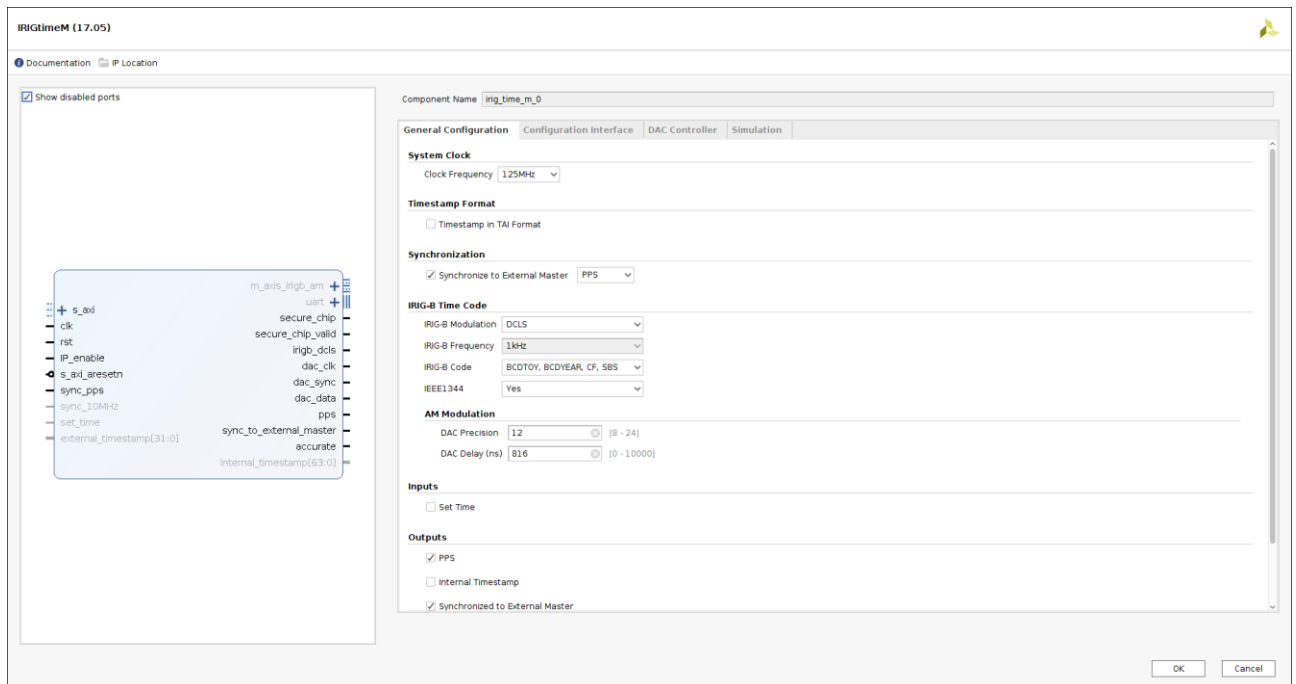 IRIGtimeM (17.05)
Documentation IP Location
Show disabled ports
m_axis_irigb_am
uart
s_axi
secure_chip
clk
secure_chip_valid
rst
irigb_dcls
IP_enable
dac_clk
s_axi_aresetn
dac_sync
sync_pps
dac_data
sync_10MHz
pps
set_time
sync_to_external_master
external_timestamp[31:0]
accurate
internal_timestamp[63:0]
Component Name irig_time_m_0
General Configuration Configuration Interface DAC Controller Simulation
System Clock
Clock Frequency 125MHz
Timestamp Format
Timestamp in TAI Format
Synchronization
Synchronize to External Master PPS
IRIG-B Time Code
IRIG-B Modulation DCLS
IRIG-B Frequency 1kHz
IRIG-B Code BCDTOY, BCDYEAR, CF, SBS
IEEE1344 Yes
AM Modulation
DAC Precision 12 [8 - 24]
DAC Delay (ns) 816 [0 - 10000]
Inputs
Set Time
Outputs
PPS
Internal Timestamp
Synchronized to External Master
OK Cancel